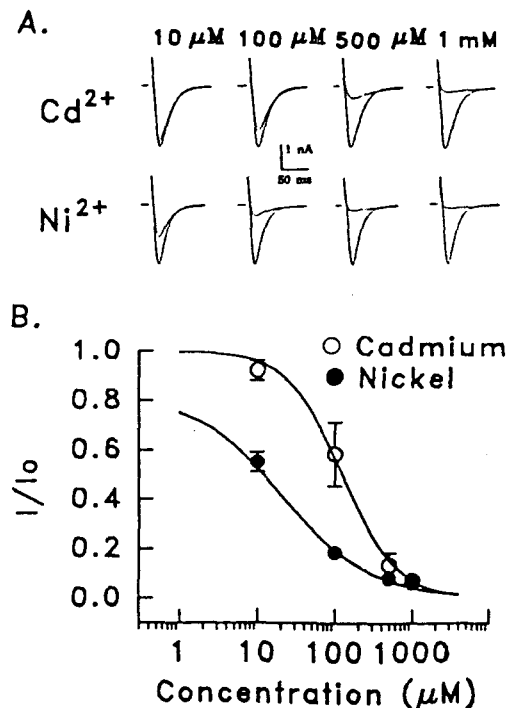 A.
10 μM 100 μM 500 μM 1 mM
Cd2+
1 nA
50 ms
Ni2+
B.
Cadmium
Nickel
1.0
0.8
0.6
0.4
0.2
0.0
I/Io
1 10 100 1000
Concentration (μM)